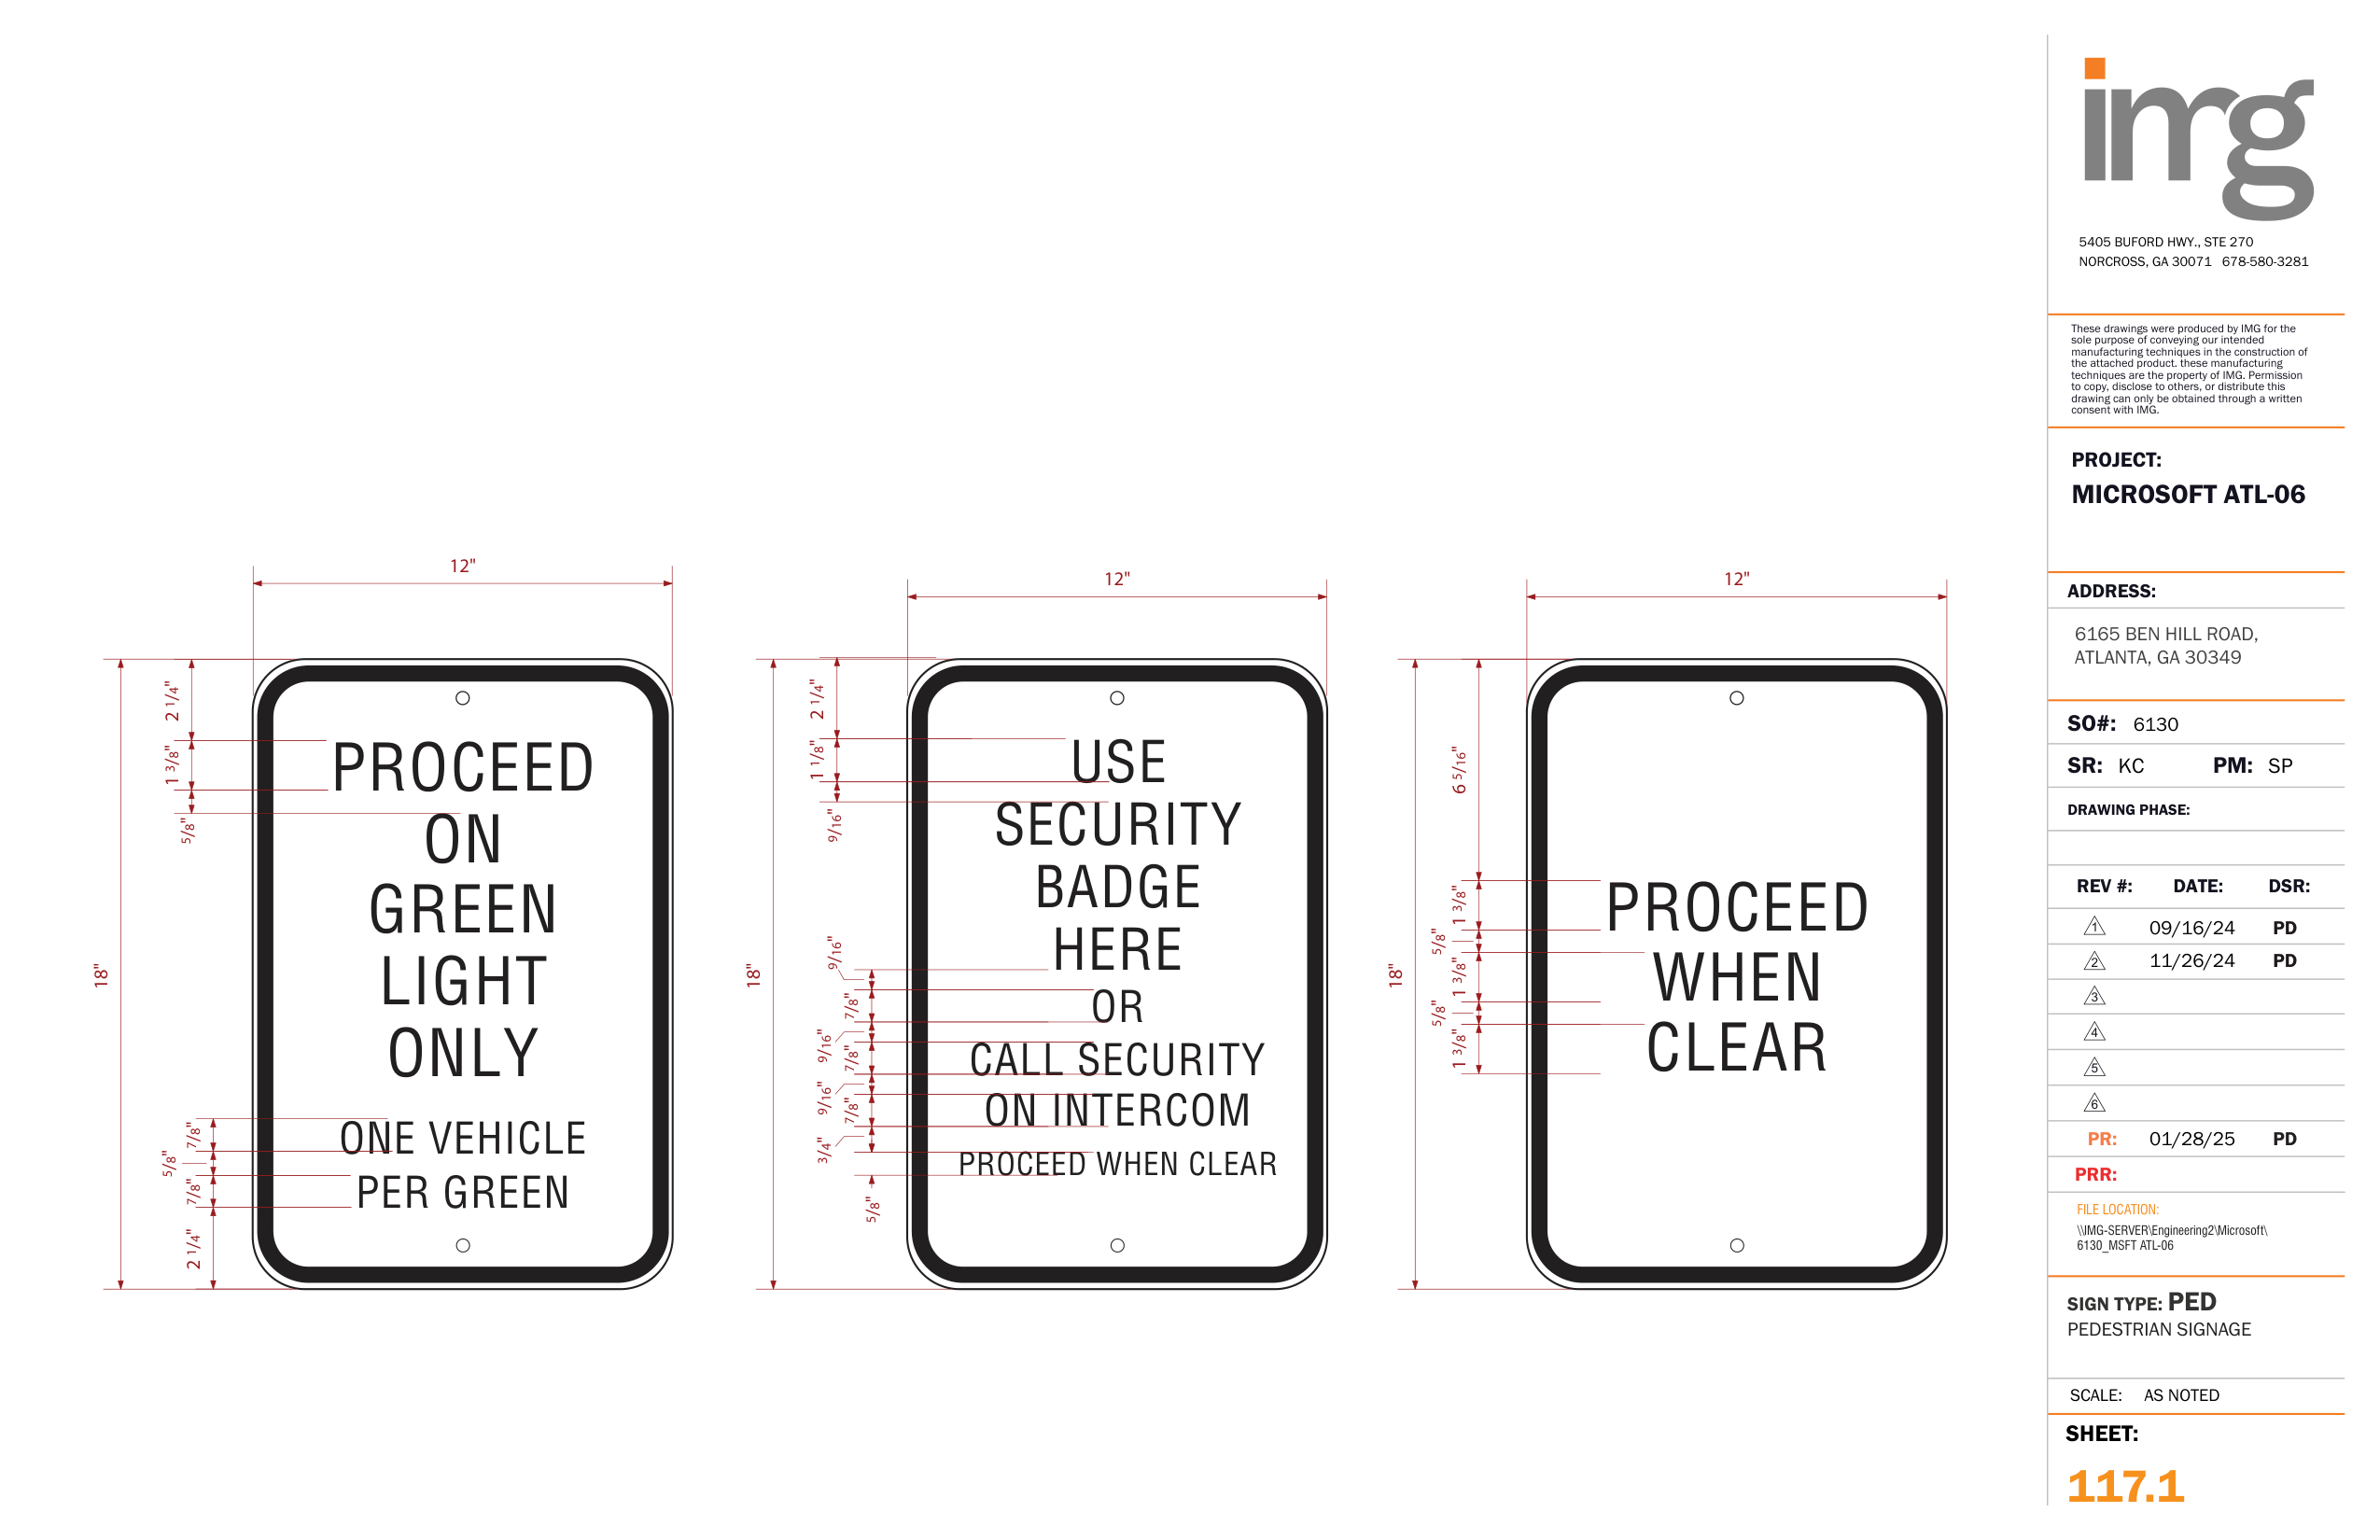 12"
18"
2 1/4"
1 3/8"
5/8"
PROCEED
ON
GREEN
LIGHT
ONLY
7/8"
5/8"
7/8"
2 1/4"
ONE VEHICLE
PER GREEN
12"
18"
2 1/4"
1 1/8"
9/16"
USE
SECURITY
BADGE
HERE
OR
CALL SECURITY
ON INTERCOM
PROCEED WHEN CLEAR
9/16"
7/8"
9/16"
7/8"
9/16"
7/8"
3/4"
5/8"
12"
18"
6 5/16"
1 3/8"
5/8"
1 3/8"
5/8"
1 3/8"
PROCEED
WHEN
CLEAR
img
5405 BUFORD HWY., STE 270
NORCROSS, GA 30071 678-580-3281
These drawings were produced by IMG for the
sole purpose of conveying our intended
manufacturing techniques in the construction of
the attached product. these manufacturing
techniques are the property of IMG. Permission
to copy, disclose to others, or distribute this
drawing can only be obtained through a written
consent with IMG.
PROJECT:
MICROSOFT ATL-06
ADDRESS:
6165 BEN HILL ROAD,
ATLANTA, GA 30349
SO#: 6130
SR: KC PM: SP
DRAWING PHASE:
REV #: DATE: DSR:
1 09/16/24 PD
2 11/26/24 PD
3
4
5
6
PR: 01/28/25 PD
PRR:
FILE LOCATION:
\\IMG-SERVER\Engineering2\Microsoft\
6130_MSFT ATL-06
SIGN TYPE: PED
PEDESTRIAN SIGNAGE
SCALE: AS NOTED
SHEET:
117.1